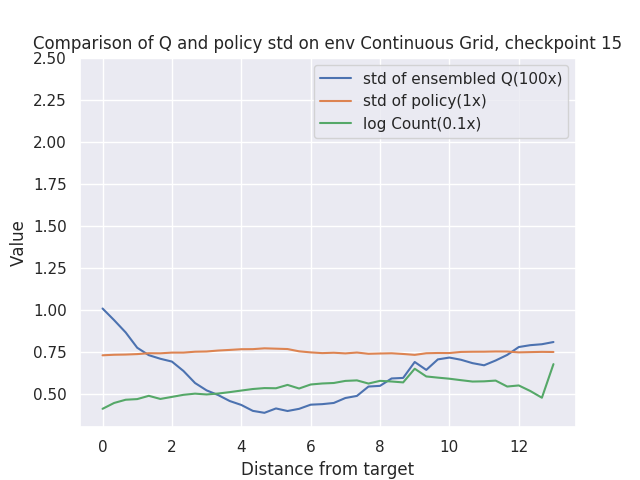 Comparison of Q and policy std on env Continuous Grid, checkpoint 15
2.50
2.25
2.00
1.75
1.50
1.25
1.00
0.75
0.50
Value
std of ensembled Q(100x)
std of policy(1x)
log Count(0.1x)
0 2 4 6 8 10 12
Distance from target